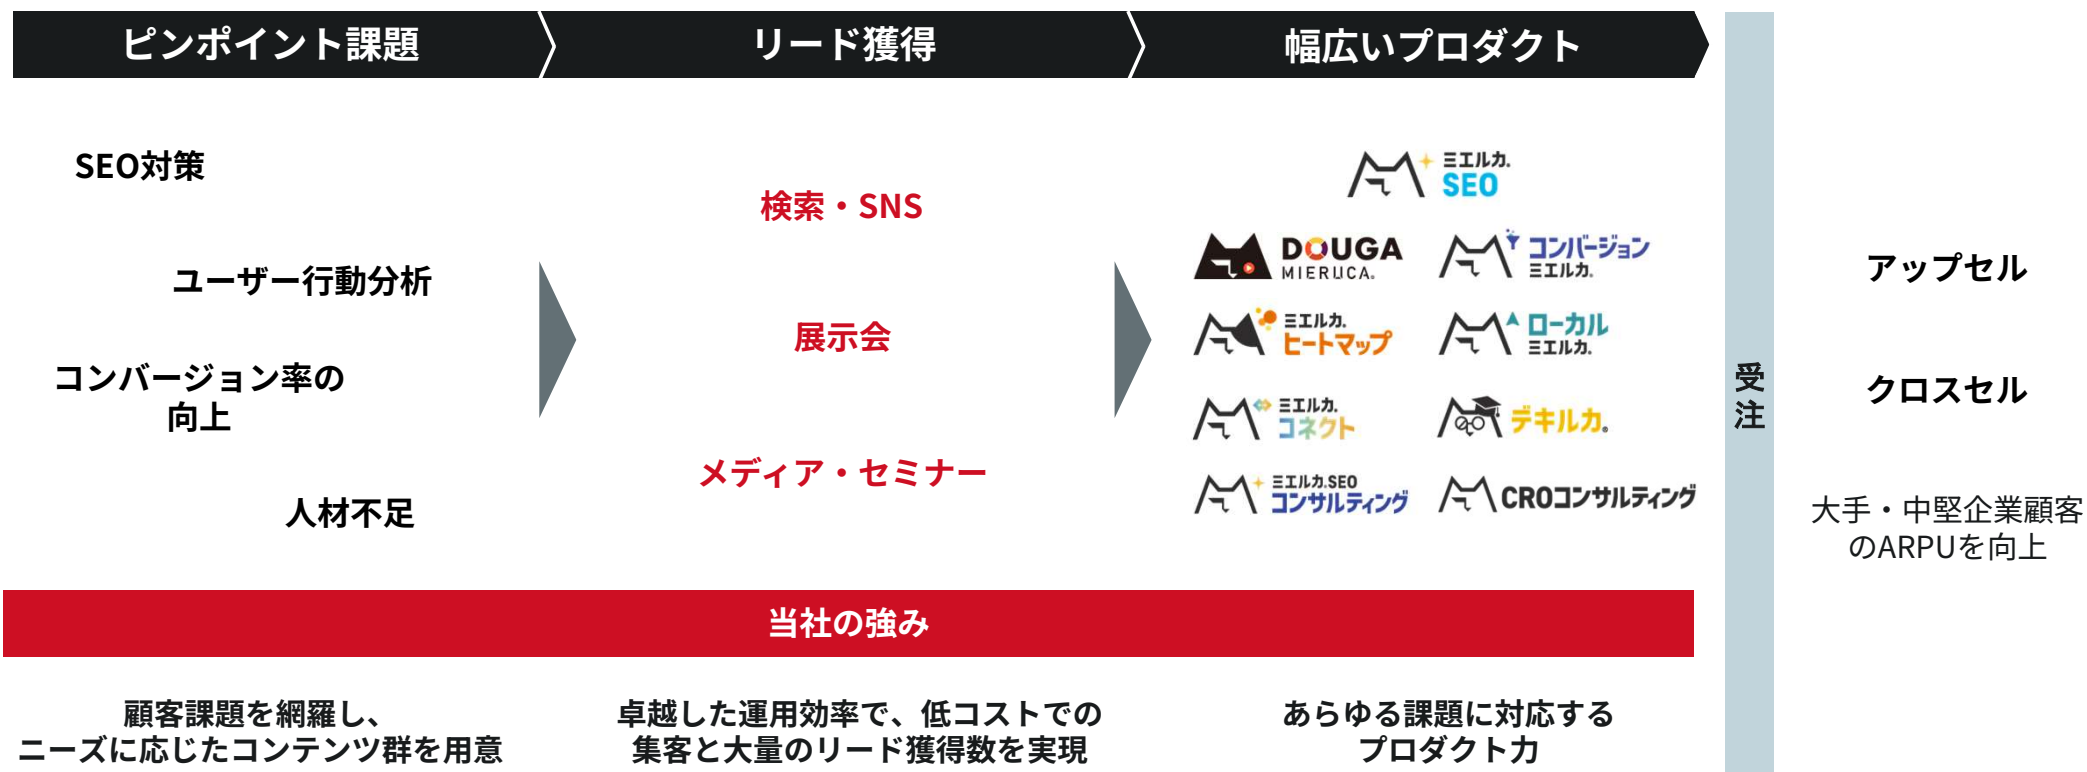 ピンポイント課題
リード獲得
幅広いプロダクト
SEO対策
ユーザー行動分析
コンバージョン率の
向上
人材不足
検索・SNS
展示会
メディア・セミナー
ミエルカ.
SEO
DOUGA
MIERUCA.
コンバージョン
ミエルカ.
ミエルカ.
ヒートマップ
ローカル
ミエルカ.
ミエルカ.
コネクト
デキルカ.®
ミエルカ.SEO
コンサルティング
CROコンサルティング
受注
アップセル
クロスセル
大手・中堅企業顧客
のARPUを向上
当社の強み
顧客課題を網羅し、
ニーズに応じたコンテンツ群を用意
卓越した運用効率で、低コストでの
集客と大量のリード獲得数を実現
あらゆる課題に対応する
プロダクト力